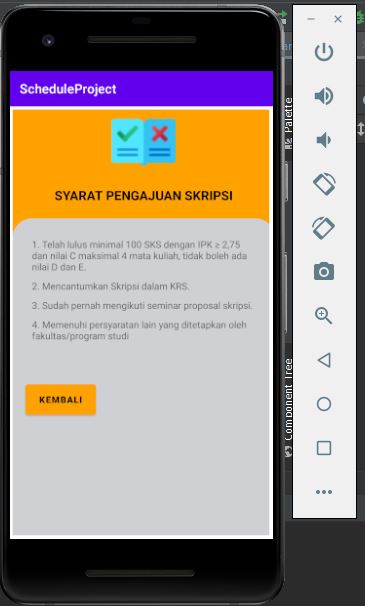 ScheduleProject
SYARAT PENGAJUAN SKRIPSI
1. Telah lulus minimal 100 SKS dengan IPK ≥ 2,75
dan nilai C maksimal 4 mata kuliah, tidak boleh ada
nilai D dan E.
2. Mencantumkan Skripsi dalam KRS.
3. Sudah pernah mengikuti seminar proposal skripsi.
4. Memenuhi persyaratan lain yang ditetapkan oleh
fakultas/program studi
KEMBALI
Palette
Component Tree